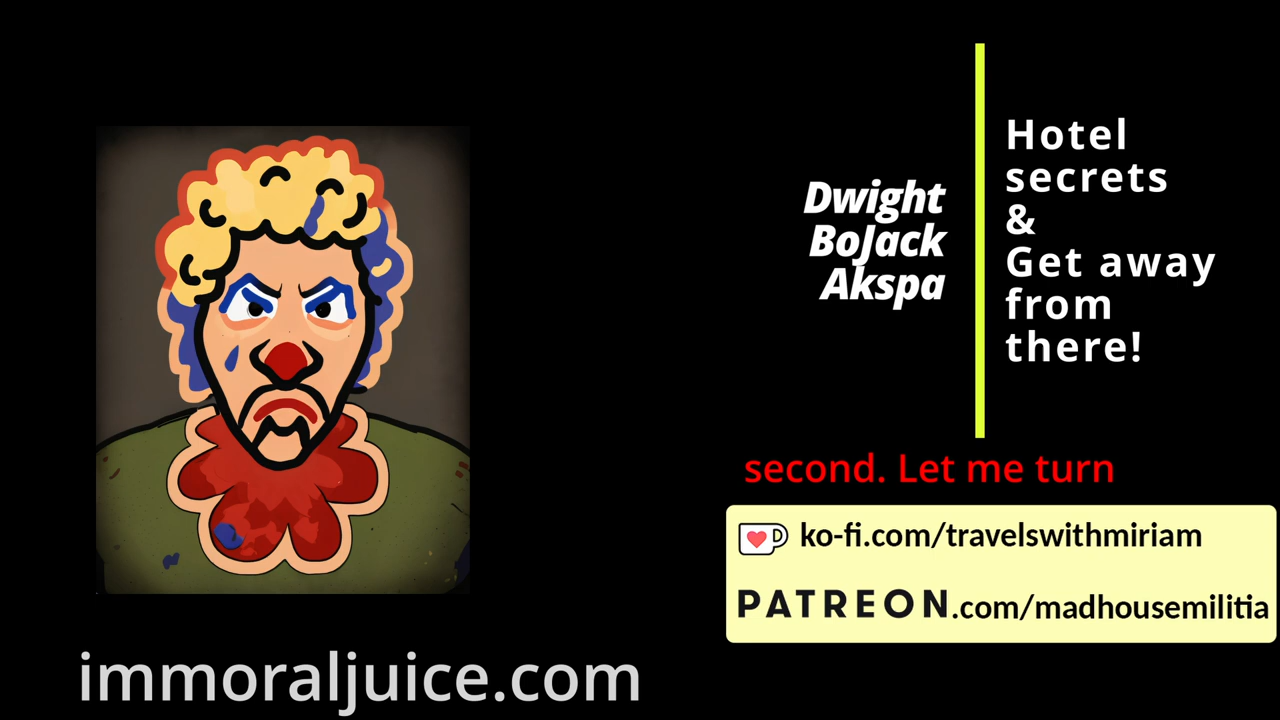 Dwight
BoJack
Akspa
Hotel
secrets
&
Get away
from
there!
second. Let me turn
ko-fi.com/travelswithmiriam
PATREON.com/madhousemilitia
immoraljuice.com